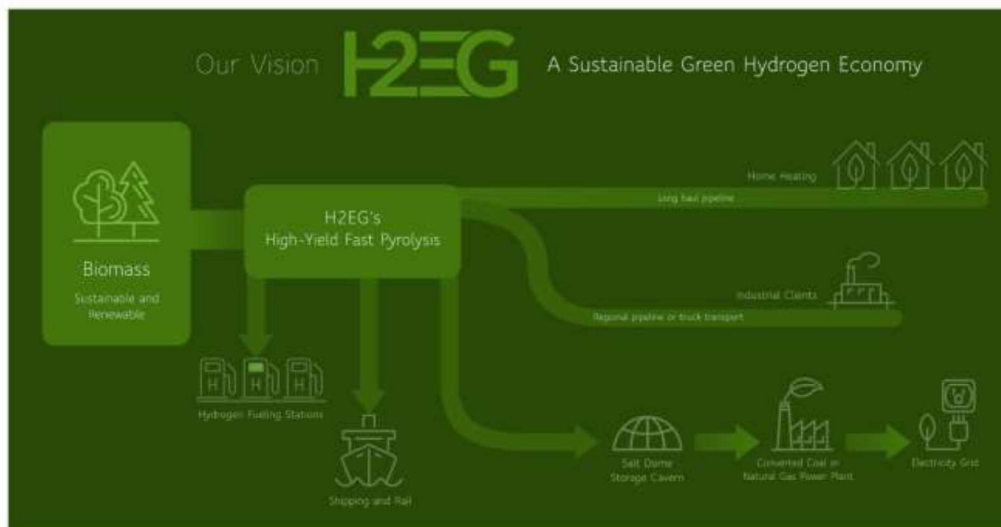 Our Vision H2EG A Sustainable Green Hydrogen Economy
Biomass
Sustainable and
Renewable
H2EG's
High-Yield Fast Pyrolysis
Home Heating
Long haul pipeline
Industrial Clients
Regional pipeline or truck transport
H H H
Hydrogen Fueling Stations
Shipping and Rail
Salt Dome
Storage Cavern
Converted Coal or
Natural Gas Power Plant
Electricity Grid